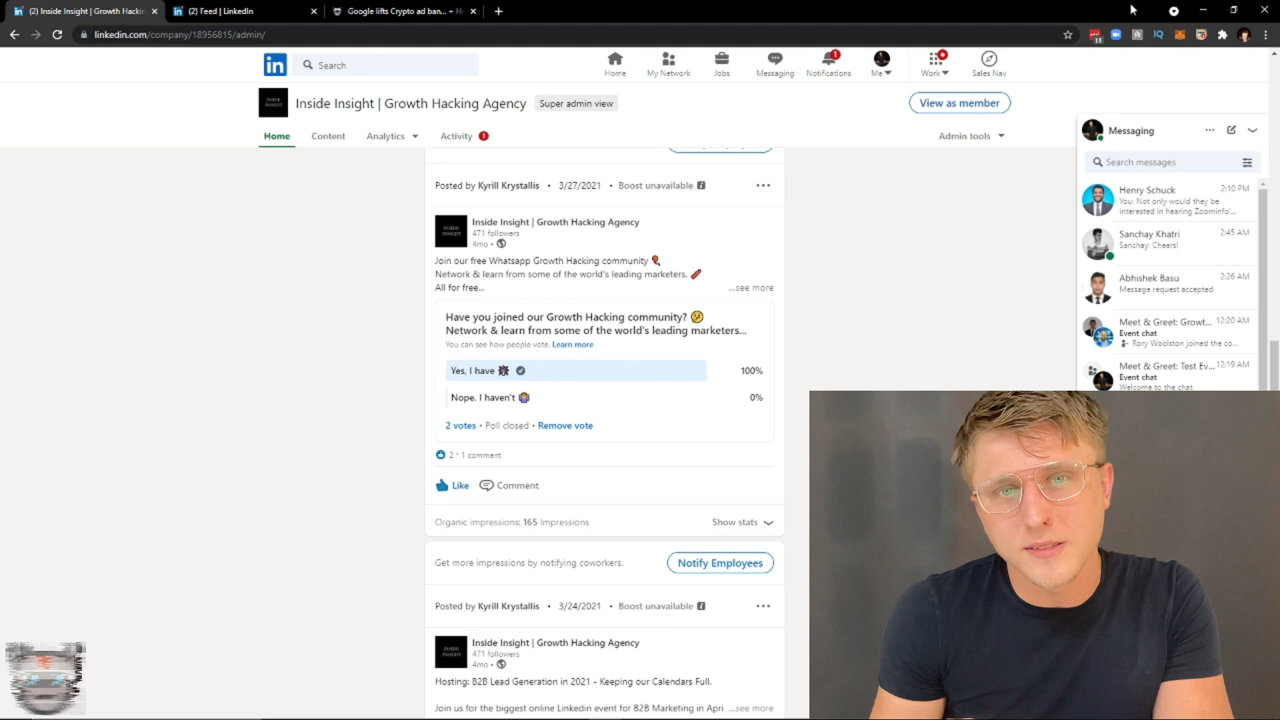 (2) Inside Insight | Growth Hackin
(2) Feed | LinkedIn
Google lifts Crypto ad ban...
linkedin.com/company/18956815/admin/
11
in
Search
Home
My Network
Jobs
Messaging
1
Notifications
Me
Work
Sales Nav
Inside Insight | Growth Hacking Agency
Super admin view
View as member
Home
Content
Analytics
Activity
1
Admin tools
Posted by Kyrill Krystallis • 3/27/2021 • Boost unavailable
Inside Insight | Growth Hacking Agency
471 followers
4mo •
Join our free Whatsapp Growth Hacking community
Network & learn from some of the world's leading marketers.
All for free...
...see more
Have you joined our Growth Hacking community?
Network & learn from some of the world's leading marketers...
You can see how people vote. Learn more
Yes, I have
100%
Nope, I haven't
0%
2 votes • Poll closed • Remove vote
2 • 1 comment
Like
Comment
Organic impressions: 165 Impressions
Show stats
Get more impressions by notifying coworkers.
Notify Employees
Posted by Kyrill Krystallis • 3/24/2021 • Boost unavailable
Inside Insight | Growth Hacking Agency
471 followers
4mo •
Hosting: B2B Lead Generation in 2021 - Keeping our Calendars Full.
Join us for the biggest online Linkedin event for B2B Marketing in Apri ...see more
Messaging
Search messages
Henry Schuck
2:10 PM
You: Not only would they be
interested in hearing Zoominfo'...
Sanchay Khatri
2:45 AM
Sanchay: Cheers!
Abhishek Basu
2:26 AM
Message request accepted
Meet & Greet: Growt...
12:20 AM
Event chat
Rary Woolston joined the co...
Meet & Greet: Test Ev...
12:19 AM
Event chat
Welcome to the chat